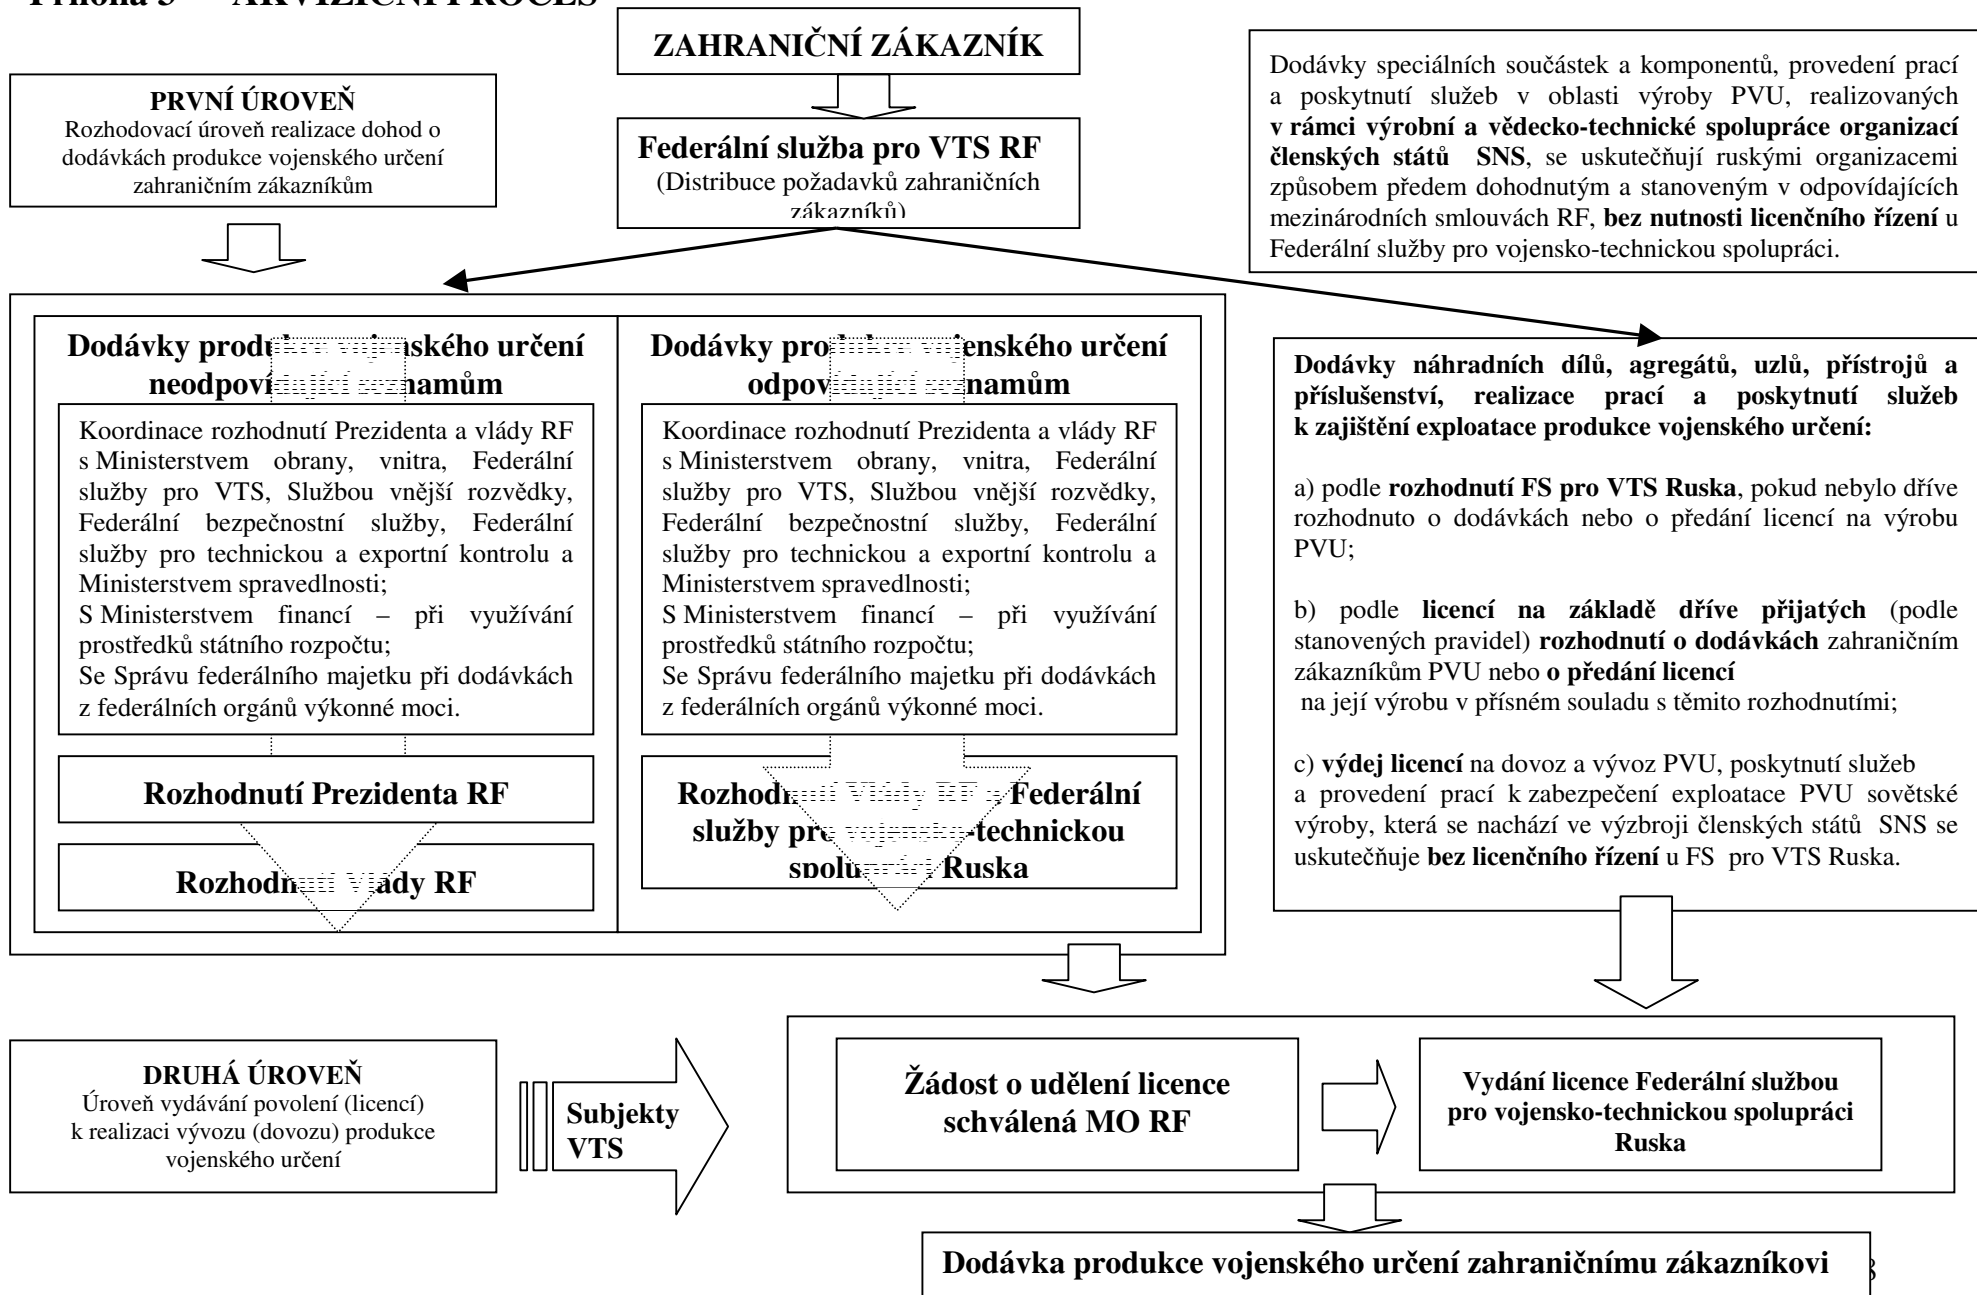 AKVIZIČNÍ PROCES
ZAHRANIČNÍ ZÁKAZNÍK
PRVNÍ ÚROVEŇ
Rozhodovací úroveň realizace dohod o
dodávkách produkce vojenského určení
zahraničním zákazníkům
Federální služba pro VTS RF
(Distribuce požadavků zahraničních
zákazníků)
Dodávky speciálních součástek a komponentů, provedení prací
a poskytnutí služeb v oblasti výroby PVU, realizovaných
v rámci výrobní a vědecko-technické spolupráce organizací
členských států SNS, se uskutečňují ruskými organizacemi
způsobem předem dohodnutým a stanoveným v odpovídajících
mezinárodních smlouvách RF, bez nutnosti licenčního řízení u
Federální služby pro vojensko-technickou spolupráci.
Dodávky produkce vojenského určení
neodpovídající seznamům
Koordinace rozhodnutí Prezidenta a vlády RF
s Ministerstvem obrany, vnitra, Federální
služby pro VTS, Službou vnější rozvědky,
Federální bezpečnostní služby, Federální
služby pro technickou a exportní kontrolu a
Ministerstvem spravedlnosti;
S Ministerstvem financí – při využívání
prostředků státního rozpočtu;
Se Správu federálního majetku při dodávkách
z federálních orgánů výkonné moci.
Rozhodnutí Prezidenta RF
Rozhodnutí Vlády RF
Dodávky produkce vojenského určení
odpovídající seznamům
Koordinace rozhodnutí Prezidenta a vlády RF
s Ministerstvem obrany, vnitra, Federální
služby pro VTS, Službou vnější rozvědky,
Federální bezpečnostní služby, Federální
služby pro technickou a exportní kontrolu a
Ministerstvem spravedlnosti;
S Ministerstvem financí – při využívání
prostředků státního rozpočtu;
Se Správu federálního majetku při dodávkách
z federálních orgánů výkonné moci.
Rozhodnutí Vlády RF a Federální
služby pro vojensko-technickou
spolupráci Ruska
Dodávky náhradních dílů, agregátů, uzlů, přístrojů a
příslušenství, realizace prací a poskytnutí služeb
k zajištění exploatace produkce vojenského určení:
a) podle rozhodnutí FS pro VTS Ruska, pokud nebylo dříve
rozhodnuto o dodávkách nebo o předání licencí na výrobu
PVU;
b) podle licencí na základě dříve přijatých (podle
stanovených pravidel) rozhodnutí o dodávkách zahraničním
zákazníkům PVU nebo o předání licencí
na její výrobu v přísném souladu s těmito rozhodnutími;
c) výdej licencí na dovoz a vývoz PVU, poskytnutí služeb
a provedení prací k zabezpečení exploatace PVU sovětské
výroby, která se nachází ve výzbroji členských států SNS se
uskutečňuje bez licenčního řízení u FS pro VTS Ruska.
DRUHÁ ÚROVEŇ
Úroveň vydávání povolení (licencí)
k realizaci vývozu (dovozu) produkce
vojenského určení
Subjekty
VTS
Žádost o udělení licence
schválená MO RF
Vydání licence Federální službou
pro vojensko-technickou spolupráci
Ruska
Dodávka produkce vojenského určení zahraničnímu zákazníkovi